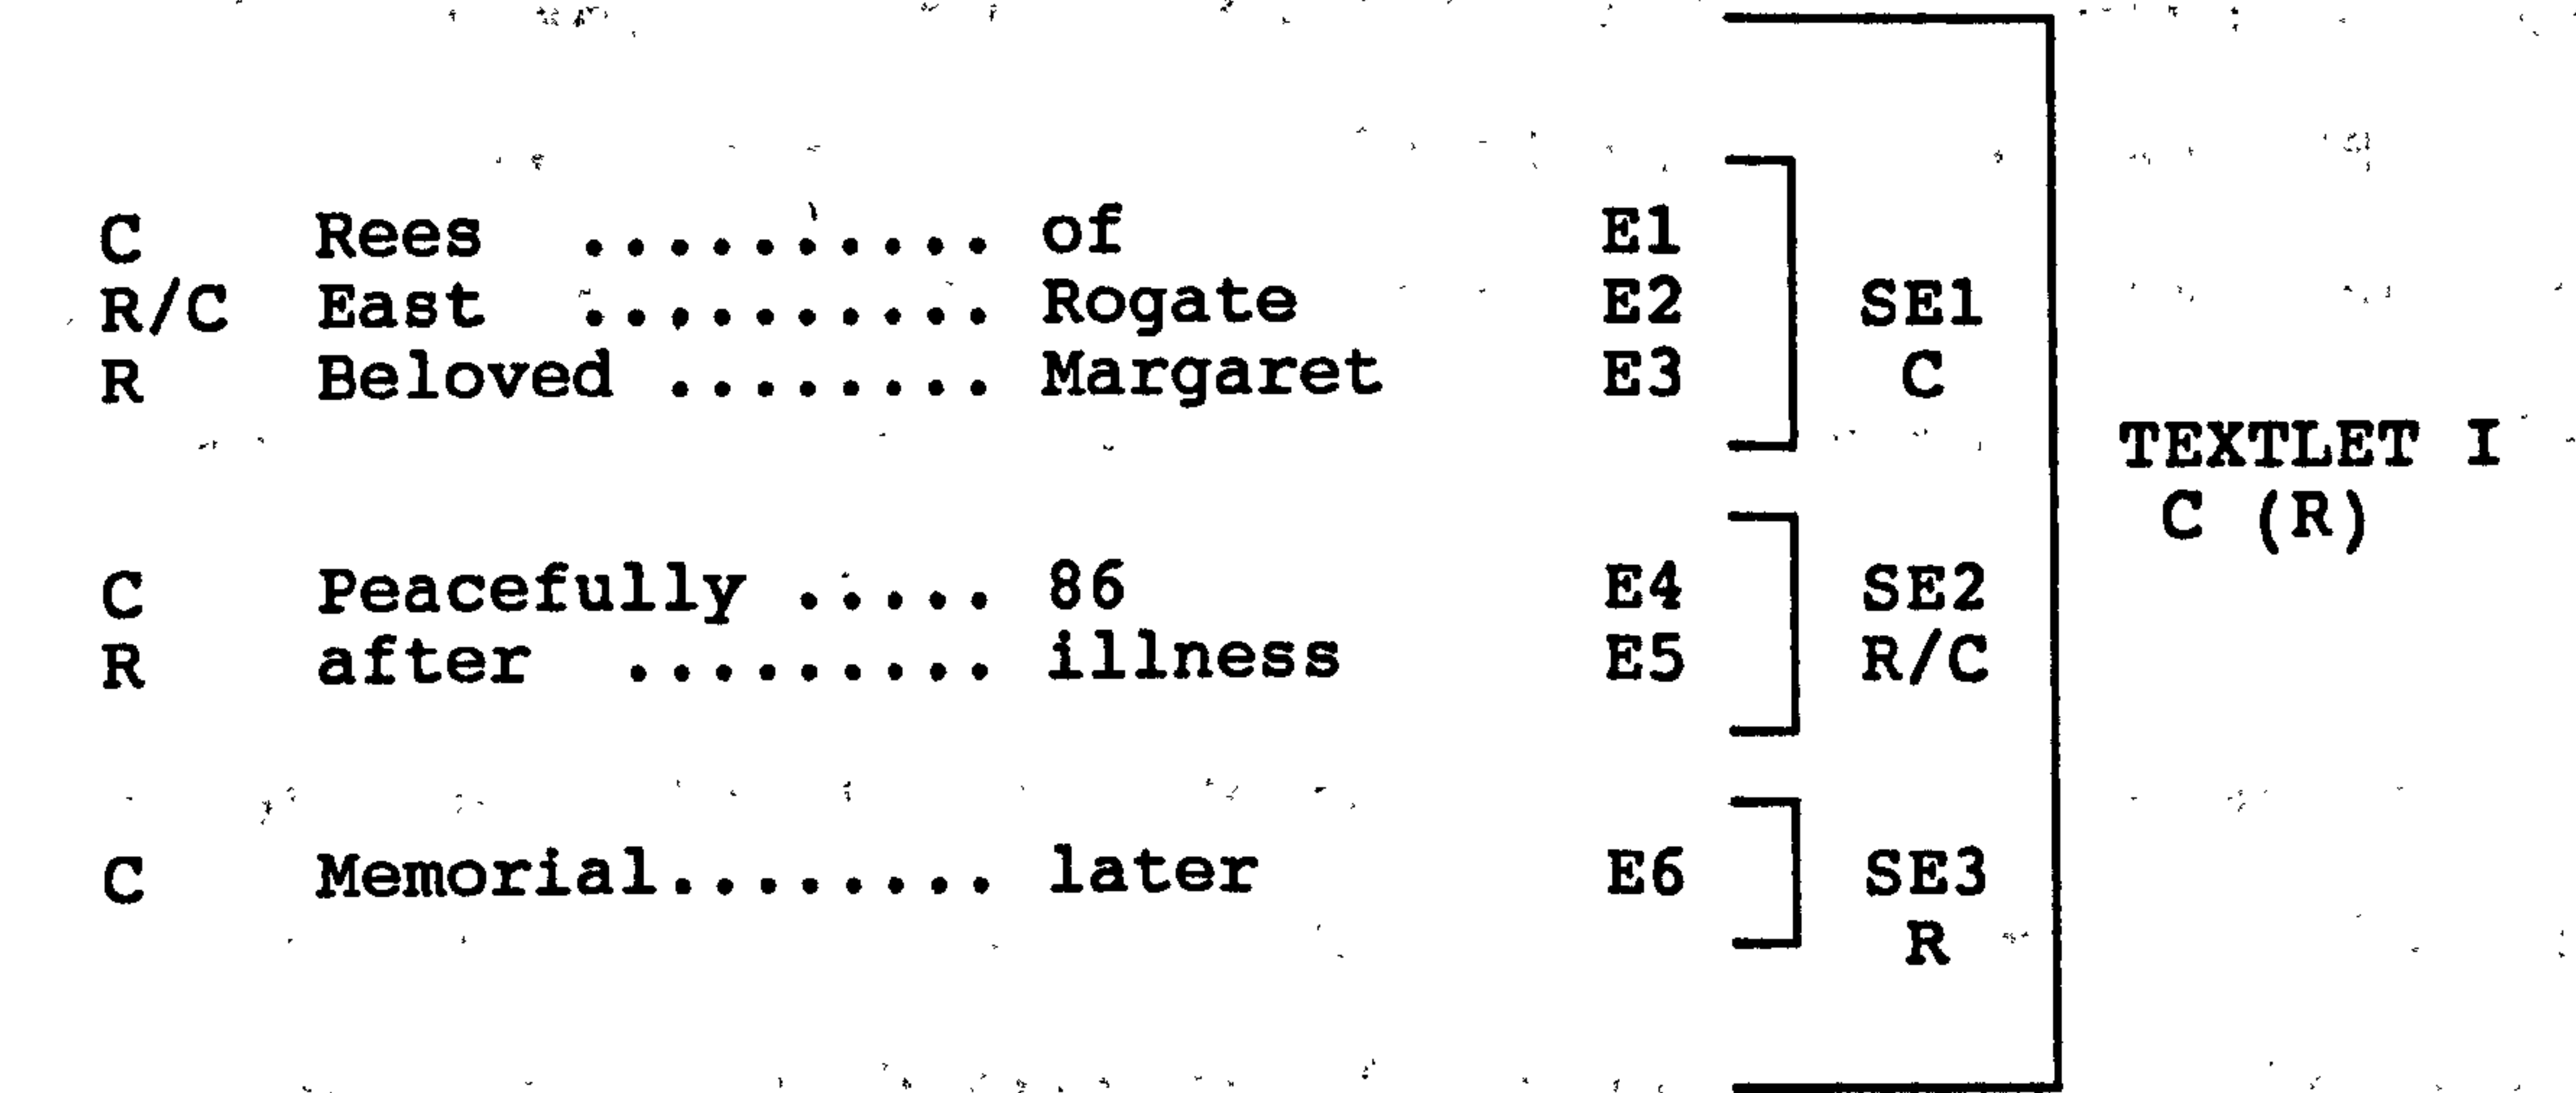 C Rees .......... of E1
R/C East .......... Rogate E2 SE1
R Beloved ........ Margaret E3 C
TEXTLET I
C (R)
C Peacefully ..... 86 E4 SE2
R after ......... illness E5 R/C
C Memorial........ later E6 SE3
R